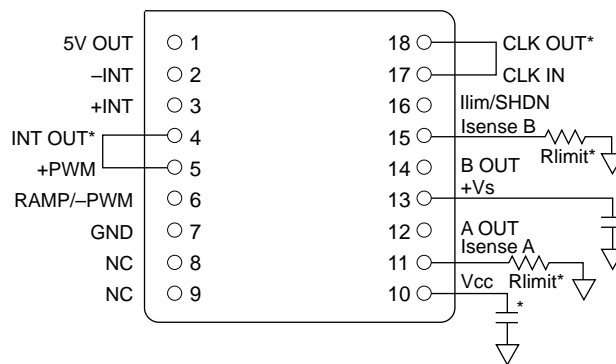 5V OUT 1
–INT 2
+INT 3
INT OUT* 4
+PWM 5
RAMP/–PWM 6
GND 7
NC 8
NC 9
18 CLK OUT*
17 CLK IN
16 Ilim/SHDN
15 Isense B
Rlimit*
14 B OUT
13 +Vs
12 A OUT
11 Isense A
Rlimit*
10 Vcc
*